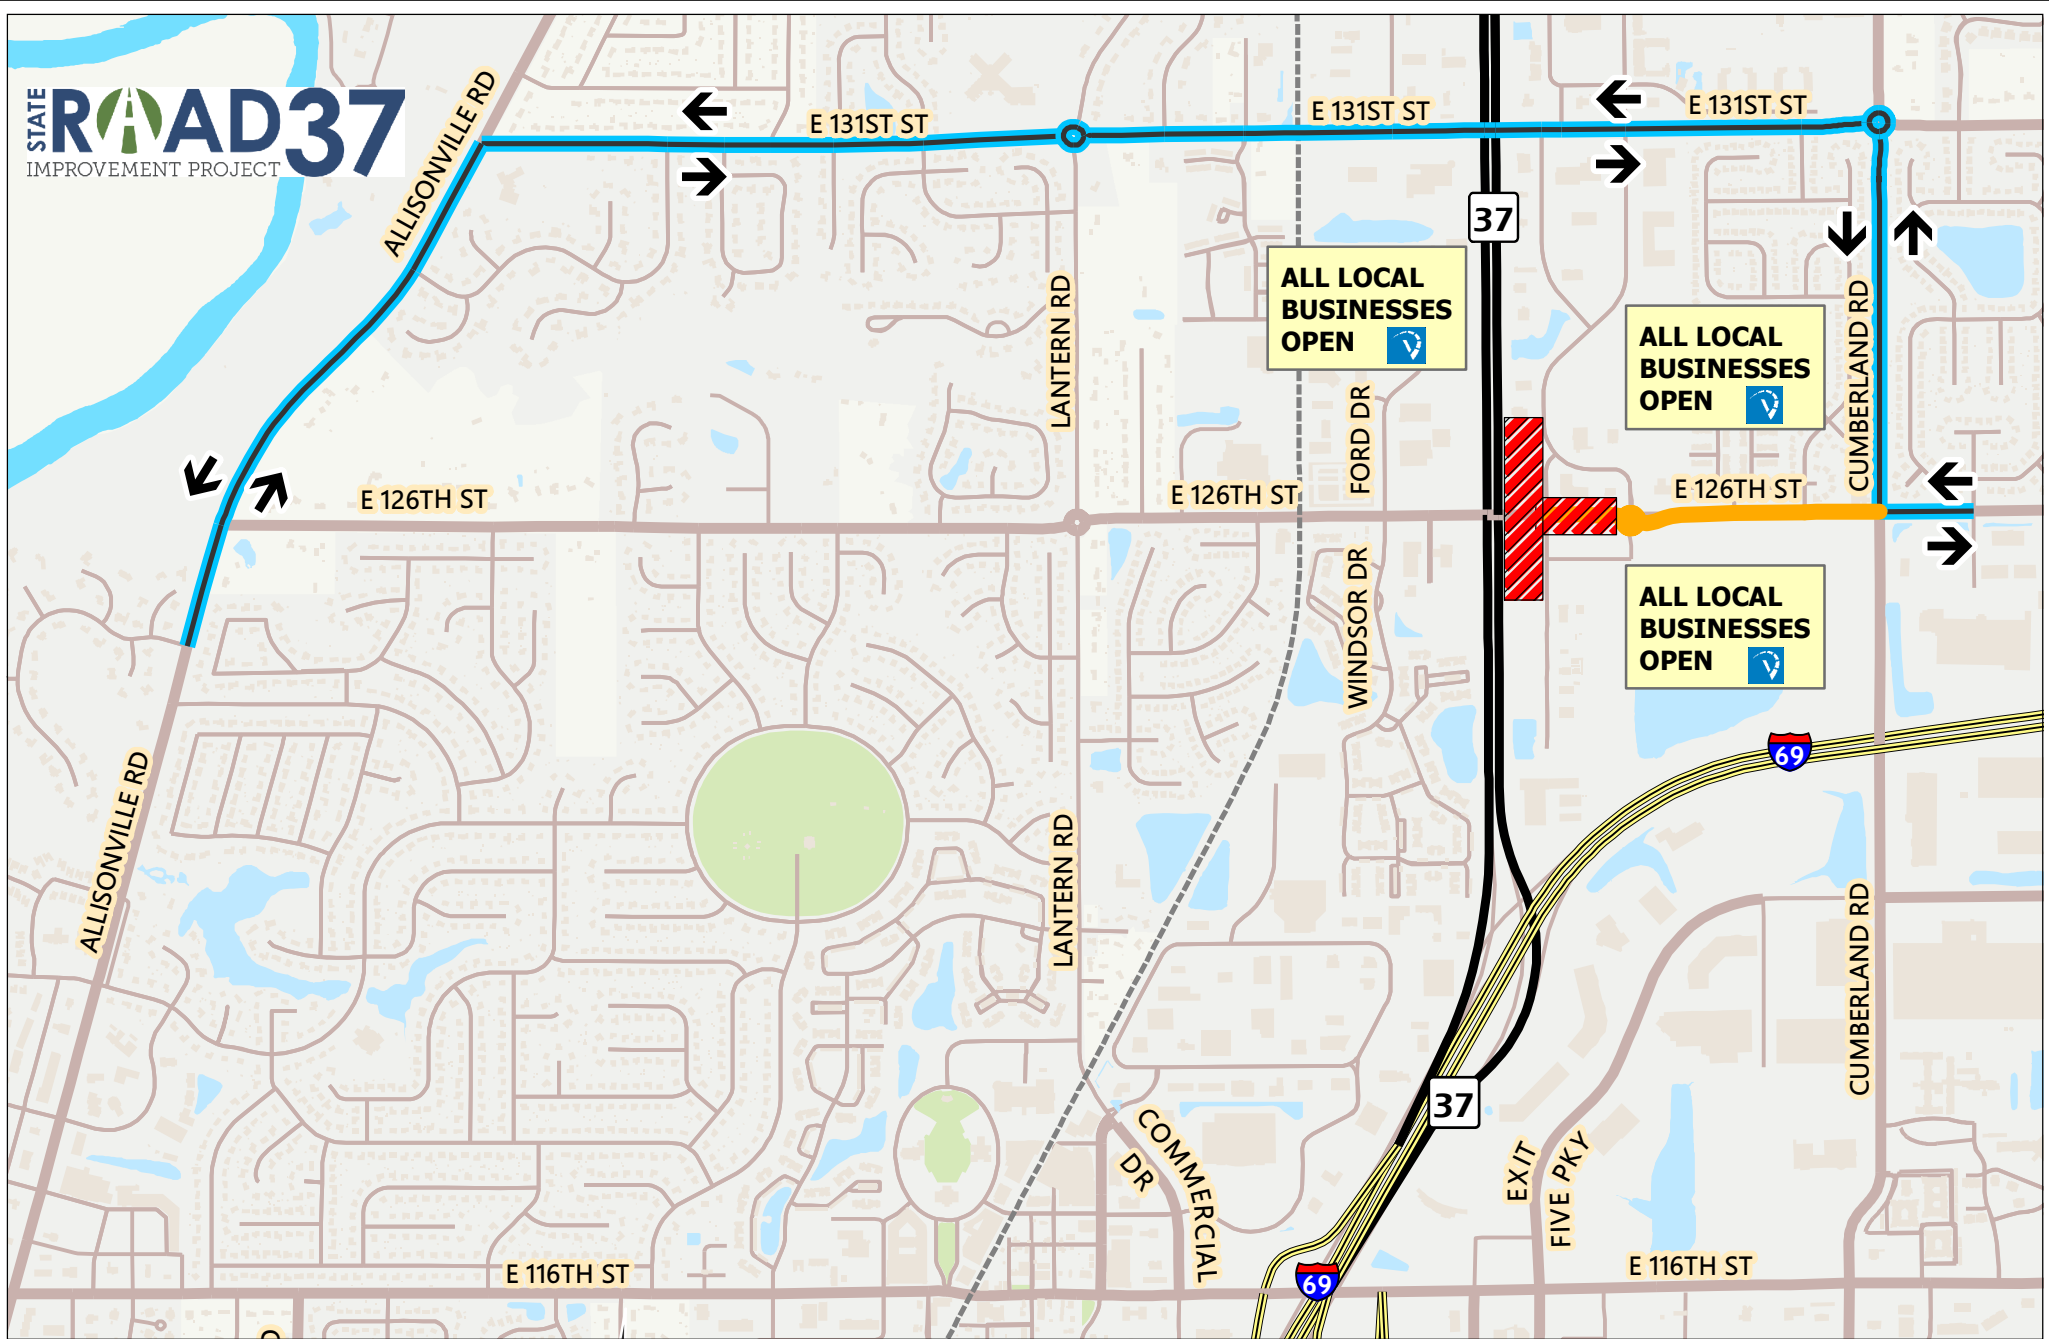 STATE
ROAD 37
IMPROVEMENT PROJECT
ALLISONVILLE RD
E 131ST ST
E 131ST ST
E 131ST ST
37
ALL LOCAL
BUSINESSES
OPEN
ALL LOCAL
BUSINESSES
OPEN
LANTERN RD
CUMBERLAND RD
FORD DR
E 126TH ST
E 126TH ST
E 126TH ST
WINDSOR DR
ALL LOCAL
BUSINESSES
OPEN
69
ALLISONVILLE RD
LANTERN RD
CUMBERLAND RD
37
COMMERCIAL
DR
EXIT
FIVE PKY
E 116TH ST
E 116TH ST
69